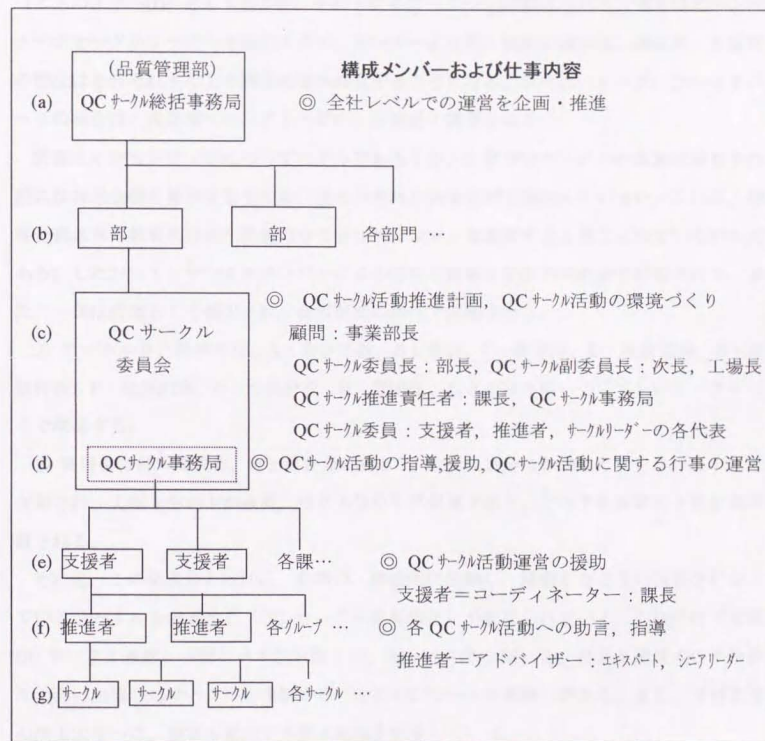 (品質管理部)
構成メンバーおよび仕事内容
(a) QCサークル総括事務局 ◎ 全社レベルでの運営を企画・推進
(b) 部 部 各部門 …
◎ QCサークル活動推進計画，QCサークル活動の環境づくり
(c) QCサークル委員会 顧問：事業部長
QCサークル委員長：部長，QCサークル副委員長：次長，工場長
QCサークル推進責任者：課長，QCサークル事務局
QCサークル委員：支援者，推進者，サークルリーダーの各代表
(d) QCサークル事務局 ◎ QCサークル活動の指導,援助,QCサークル活動に関する行事の運営
(e) 支援者 支援者 各課… ◎ QCサークル活動運営の援助
支援者＝コーディネーター：課長
(f) 推進者 推進者 各グループ … ◎ 各QCサークル活動への助言，指導
推進者＝アドバイザー：エキスパート，シニアリーダー
(g) サークル サークル サークル 各サークル …